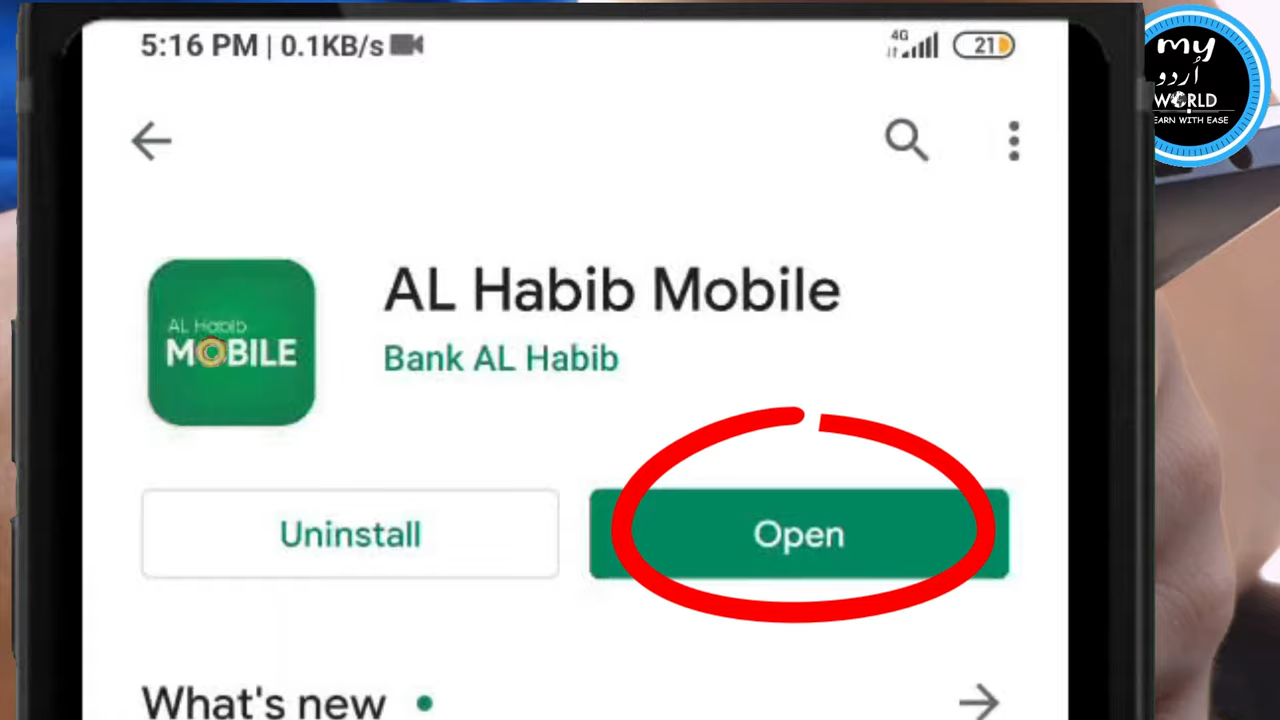 5:16 PM | 0.1KB/s
4G
21
my
اُردو
WORLD
EARN WITH EASE
AL Habib Mobile
Bank AL Habib
AL Habib
MOBILE
Uninstall
Open
What's new